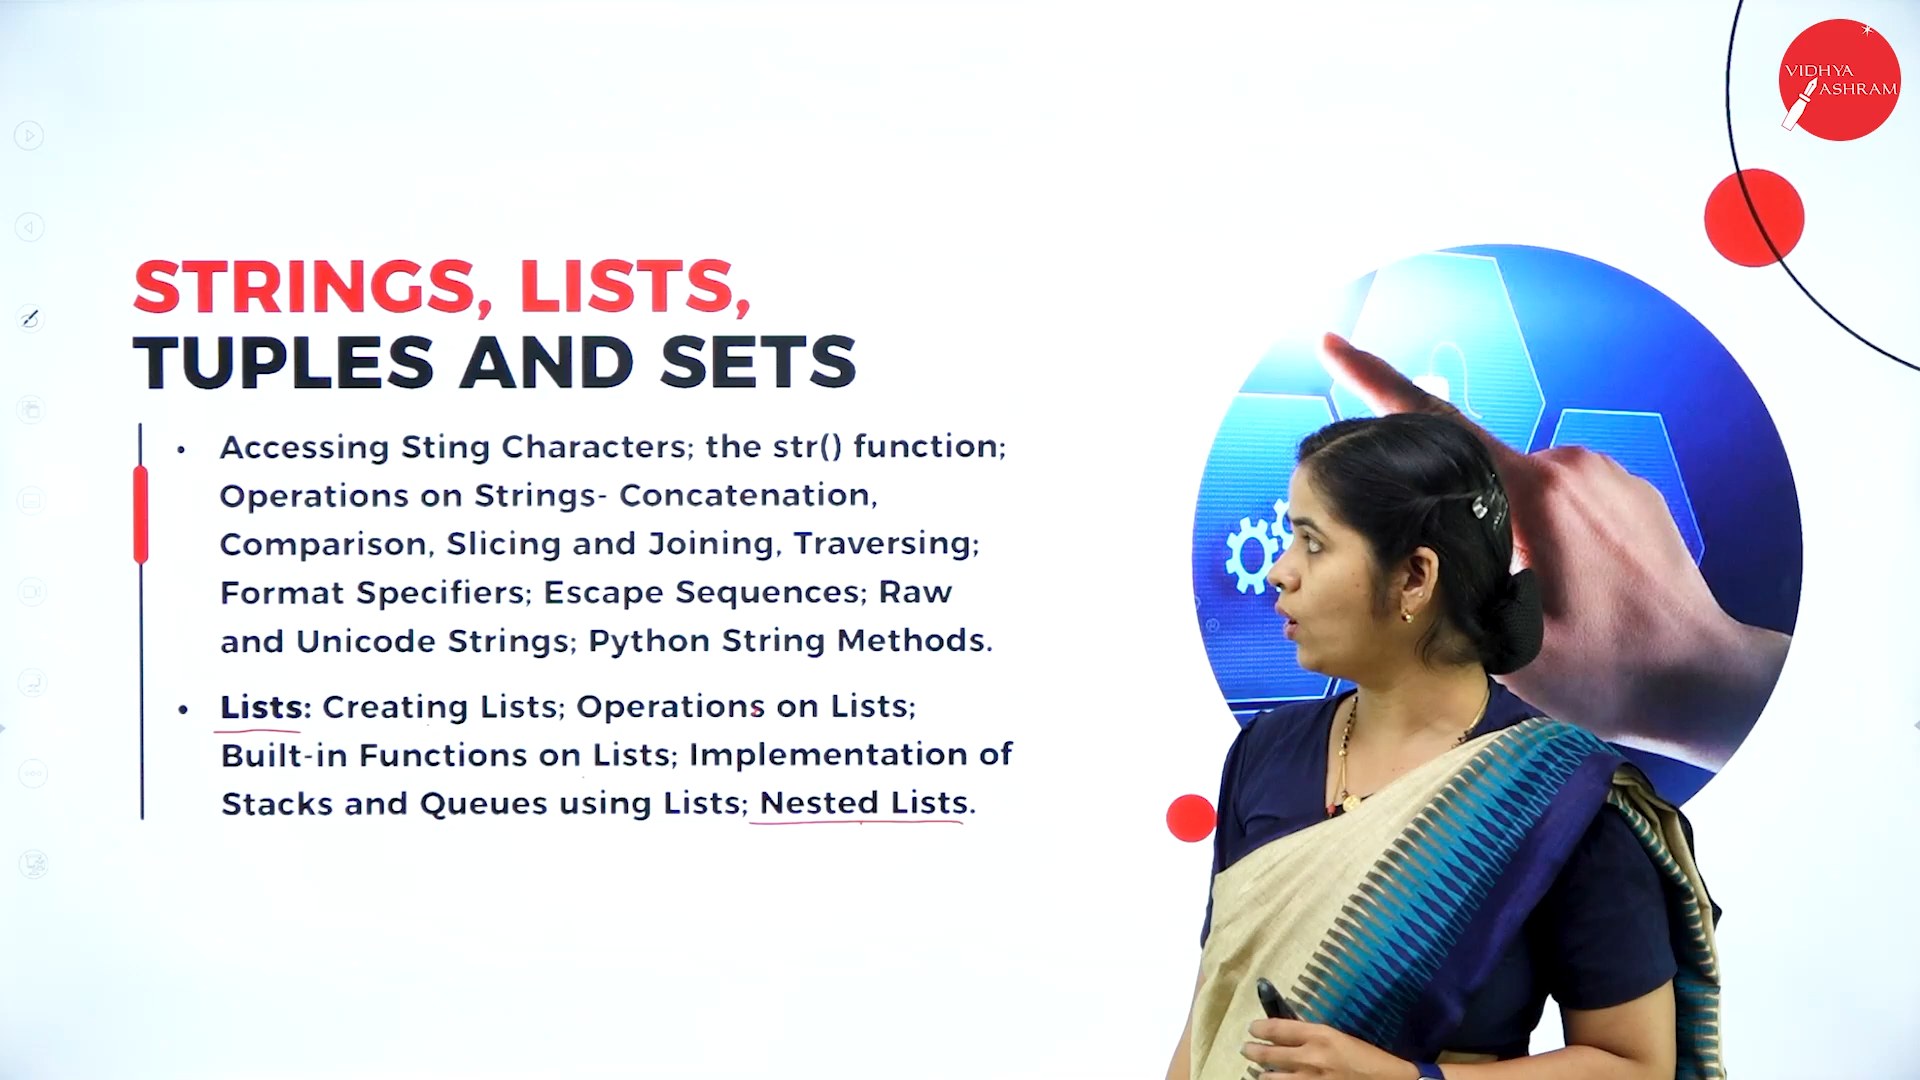 VIDHYA
ASHRAM
STRINGS, LISTS,
TUPLES AND SETS
• Accessing Sting Characters; the str() function;
Operations on Strings- Concatenation,
Comparison, Slicing and Joining, Traversing;
Format Specifiers; Escape Sequences; Raw
and Unicode Strings; Python String Methods.
• Lists: Creating Lists; Operations on Lists;
Built-in Functions on Lists; Implementation of
Stacks and Queues using Lists; Nested Lists.